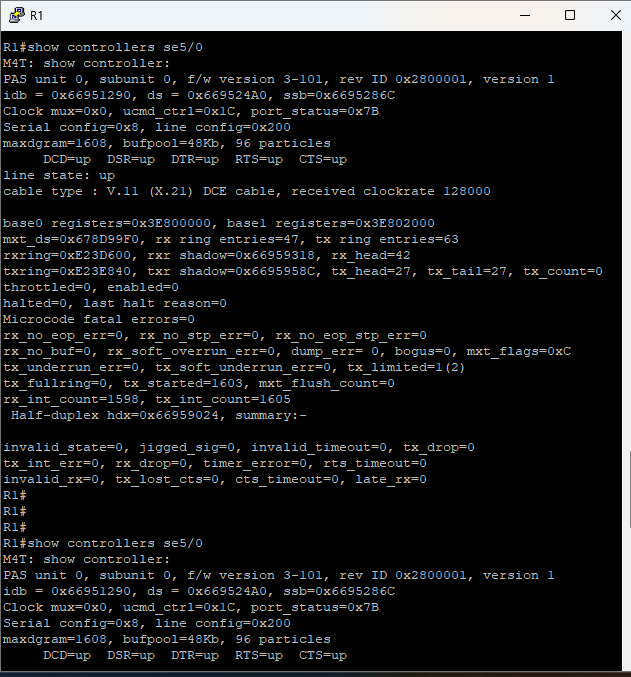 R1
R1#show controllers se5/0
M4T: show controller:
PAS unit 0, subunit 0, f/w version 3-101, rev ID 0x2800001, version 1
idb = 0x66951290, ds = 0x669524A0, ssb=0x6695286C
Clock mux=0x0, ucmd_ctrl=0x1C, port_status=0x7B
Serial config=0x8, line config=0x200
maxdgram=1608, bufpool=48Kb, 96 particles
     DCD=up  DSR=up  DTR=up  RTS=up  CTS=up
line state: up
cable type : V.11 (X.21) DCE cable, received clockrate 128000

base0 registers=0x3E800000, base1 registers=0x3E802000
mxt_ds=0x678D99F0, rx ring entries=47, tx ring entries=63
rxring=0xE23D600, rxr shadow=0x66959318, rx_head=42
txring=0xE23E840, txr shadow=0x6695958C, tx_head=27, tx_tail=27, tx_count=0
throttled=0, enabled=0
halted=0, last halt reason=0
Microcode fatal errors=0
rx_no_eop_err=0, rx_no_stp_err=0, rx_no_eop_stp_err=0
rx_no_buf=0, rx_soft_overrun_err=0, dump_err= 0, bogus=0, mxt_flags=0xC
tx_underrun_err=0, tx_soft_underrun_err=0, tx_limited=1(2)
tx_fullring=0, tx_started=1603, mxt_flush_count=0
rx_int_count=1598, tx_int_count=1605
 Half-duplex hdx=0x66959024, summary:-

invalid_state=0, jigged_sig=0, invalid_timeout=0, tx_drop=0
tx_int_err=0, rx_drop=0, timer_error=0, rts_timeout=0
invalid_rx=0, tx_lost_cts=0, cts_timeout=0, late_rx=0
R1#
R1#
R1#
R1#show controllers se5/0
M4T: show controller:
PAS unit 0, subunit 0, f/w version 3-101, rev ID 0x2800001, version 1
idb = 0x66951290, ds = 0x669524A0, ssb=0x6695286C
Clock mux=0x0, ucmd_ctrl=0x1C, port_status=0x7B
Serial config=0x8, line config=0x200
maxdgram=1608, bufpool=48Kb, 96 particles
     DCD=up  DSR=up  DTR=up  RTS=up  CTS=up